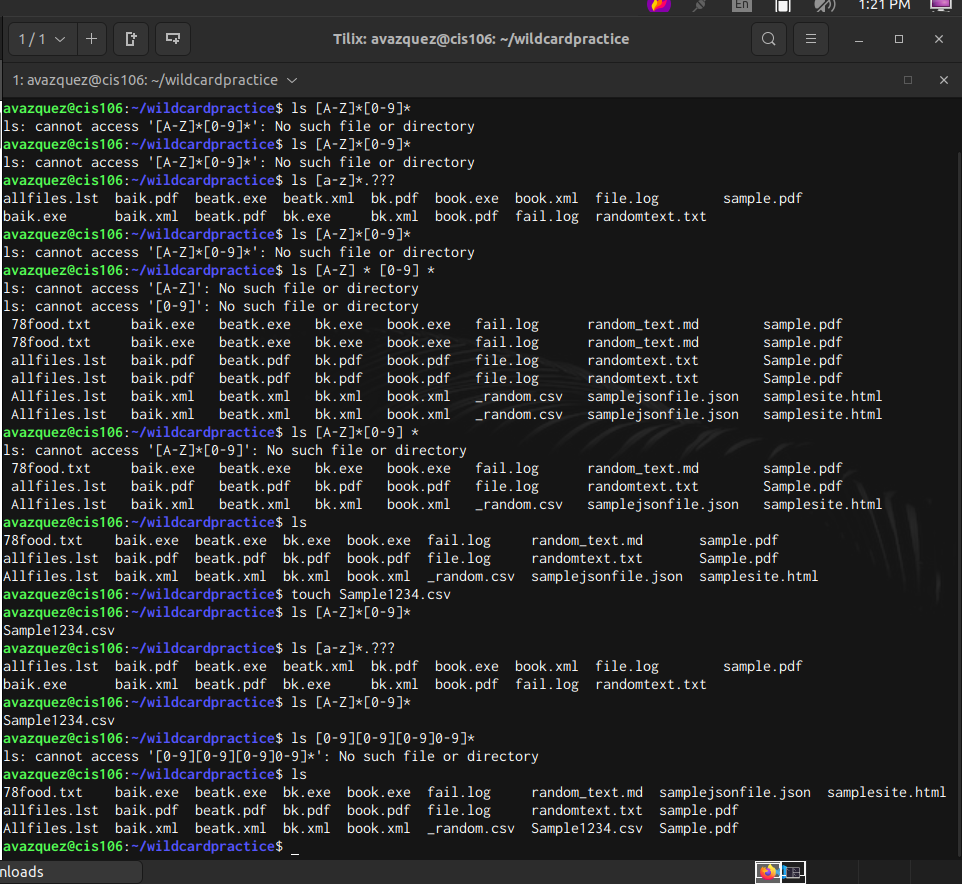 En 1:21 PM
1 / 1
Tilix: avazquez@cis106: ~/wildcardpractice
1: avazquez@cis106: ~/wildcardpractice
avazquez@cis106:~/wildcardpractice$ ls [A-Z]*[0-9]*
ls: cannot access '[A-Z]*[0-9]*': No such file or directory
avazquez@cis106:~/wildcardpractice$ ls [A-Z]*[0-9]*
ls: cannot access '[A-Z]*[0-9]*': No such file or directory
avazquez@cis106:~/wildcardpractice$ ls [a-z]*.???
allfiles.lst  baik.pdf  beatk.exe  beatk.xml  bk.pdf  book.exe  book.xml  file.log        sample.pdf
baik.exe      baik.xml  beatk.pdf  bk.exe     bk.xml  book.pdf  fail.log  randomtext.txt
avazquez@cis106:~/wildcardpractice$ ls [A-Z]*[0-9]*
ls: cannot access '[A-Z]*[0-9]*': No such file or directory
avazquez@cis106:~/wildcardpractice$ ls [A-Z] * [0-9] *
ls: cannot access '[A-Z]': No such file or directory
ls: cannot access '[0-9]': No such file or directory
 78food.txt     baik.exe   beatk.exe   bk.exe   book.exe   fail.log      random_text.md        sample.pdf
 78food.txt     baik.exe   beatk.exe   bk.exe   book.exe   fail.log      random_text.md        sample.pdf
 allfiles.lst   baik.pdf   beatk.pdf   bk.pdf   book.pdf   file.log      randomtext.txt        Sample.pdf
 allfiles.lst   baik.pdf   beatk.pdf   bk.pdf   book.pdf   file.log      randomtext.txt        Sample.pdf
 Allfiles.lst   baik.xml   beatk.xml   bk.xml   book.xml   _random.csv   samplejsonfile.json   samplesite.html
 Allfiles.lst   baik.xml   beatk.xml   bk.xml   book.xml   _random.csv   samplejsonfile.json   samplesite.html
avazquez@cis106:~/wildcardpractice$ ls [A-Z]*[0-9] *
ls: cannot access '[A-Z]*[0-9]': No such file or directory
 78food.txt     baik.exe   beatk.exe   bk.exe   book.exe   fail.log      random_text.md        sample.pdf
 allfiles.lst   baik.pdf   beatk.pdf   bk.pdf   book.pdf   file.log      randomtext.txt        Sample.pdf
 Allfiles.lst   baik.xml   beatk.xml   bk.xml   book.xml   _random.csv   samplejsonfile.json   samplesite.html
avazquez@cis106:~/wildcardpractice$ ls
78food.txt    baik.exe  beatk.exe  bk.exe  book.exe  fail.log     random_text.md       sample.pdf
allfiles.lst  baik.pdf  beatk.pdf  bk.pdf  book.pdf  file.log     randomtext.txt       Sample.pdf
Allfiles.lst  baik.xml  beatk.xml  bk.xml  book.xml  _random.csv  samplejsonfile.json  samplesite.html
avazquez@cis106:~/wildcardpractice$ touch Sample1234.csv
avazquez@cis106:~/wildcardpractice$ ls [A-Z]*[0-9]*
Sample1234.csv
avazquez@cis106:~/wildcardpractice$ ls [a-z]*.???
allfiles.lst  baik.pdf  beatk.exe  beatk.xml  bk.pdf  book.exe  book.xml  file.log        sample.pdf
baik.exe      baik.xml  beatk.pdf  bk.exe     bk.xml  book.pdf  fail.log  randomtext.txt
avazquez@cis106:~/wildcardpractice$ ls [A-Z]*[0-9]*
Sample1234.csv
avazquez@cis106:~/wildcardpractice$ ls [0-9][0-9][0-9]0-9]*
ls: cannot access '[0-9][0-9][0-9]0-9]*': No such file or directory
avazquez@cis106:~/wildcardpractice$ ls
78food.txt    baik.exe  beatk.exe  bk.exe  book.exe  fail.log     random_text.md  samplejsonfile.json  samplesite.html
allfiles.lst  baik.pdf  beatk.pdf  bk.pdf  book.pdf  file.log     randomtext.txt  sample.pdf
Allfiles.lst  baik.xml  beatk.xml  bk.xml  book.xml  _random.csv  Sample1234.csv  Sample.pdf
avazquez@cis106:~/wildcardpractice$ _
nloads